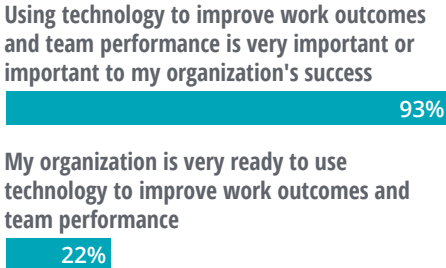 Using technology to improve work outcomes
and team performance is very important or
important to my organization's success
93%
My organization is very ready to use
technology to improve work outcomes and
team performance
22%